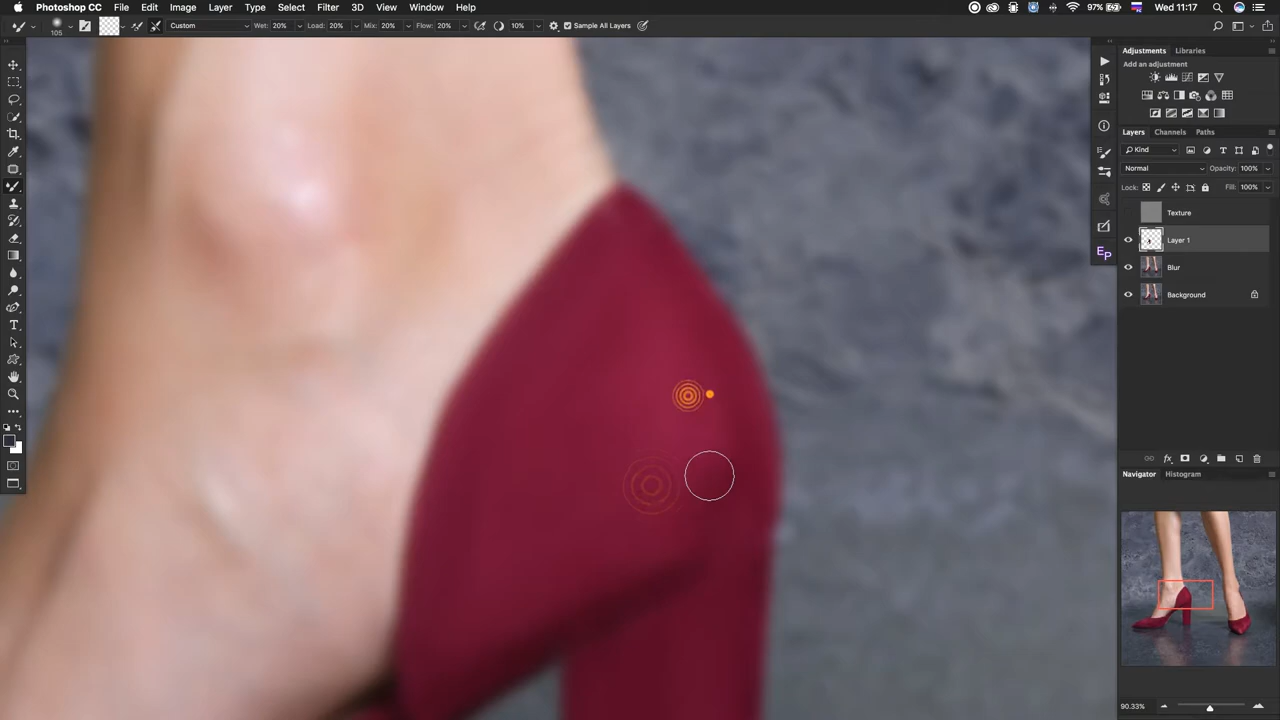 Photoshop CC File Edit Image Layer Type Select Filter 3D View Window Help 97% Wed 11:17
105 Custom Wet: 20% Load: 20% Mix: 20% Flow: 20% 10% Sample All Layers
Adjustments Libraries
Add an adjustment
Layers Channels Paths
Kind
Normal Opacity: 100%
Lock: Fill: 100%
Texture
Layer 1
Ep
Blur
Background
Navigator Histogram
90.33%